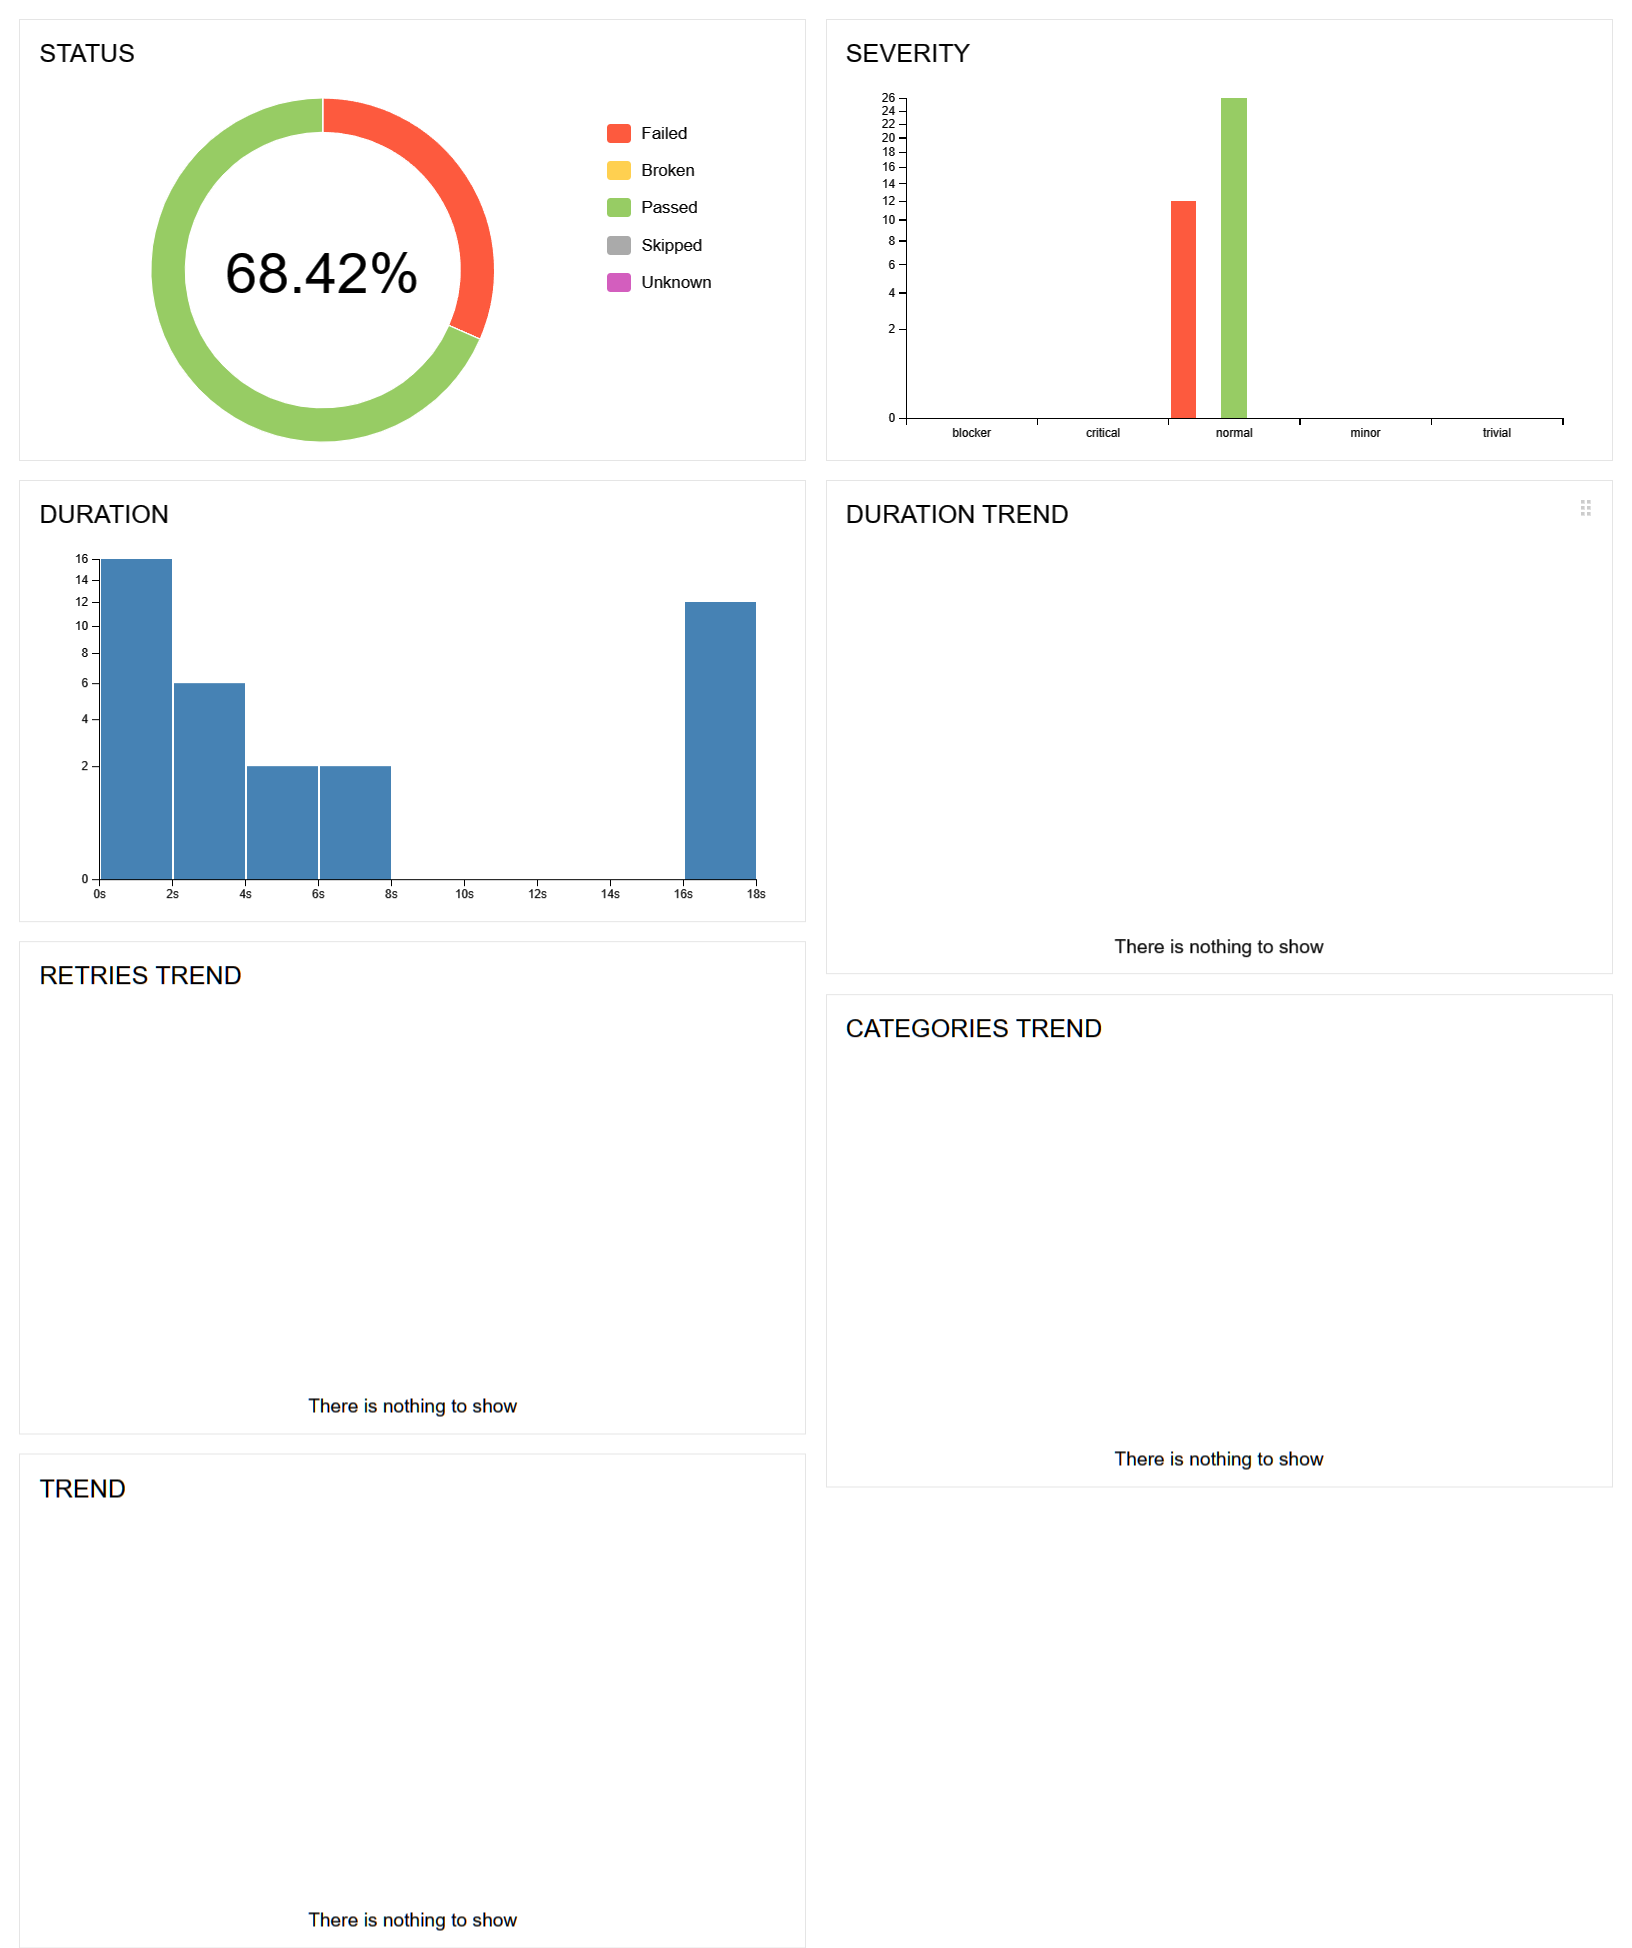 STATUS
68.42%
Failed
Broken
Passed
Skipped
Unknown
SEVERITY
26
24
22
20
18
16
14
12
10
8
6
4
2
0
blocker critical normal minor trivial
DURATION
16
14
12
10
8
6
4
2
0
0s 2s 4s 6s 8s 10s 12s 14s 16s 18s
DURATION TREND
There is nothing to show
RETRIES TREND
There is nothing to show
CATEGORIES TREND
There is nothing to show
TREND
There is nothing to show